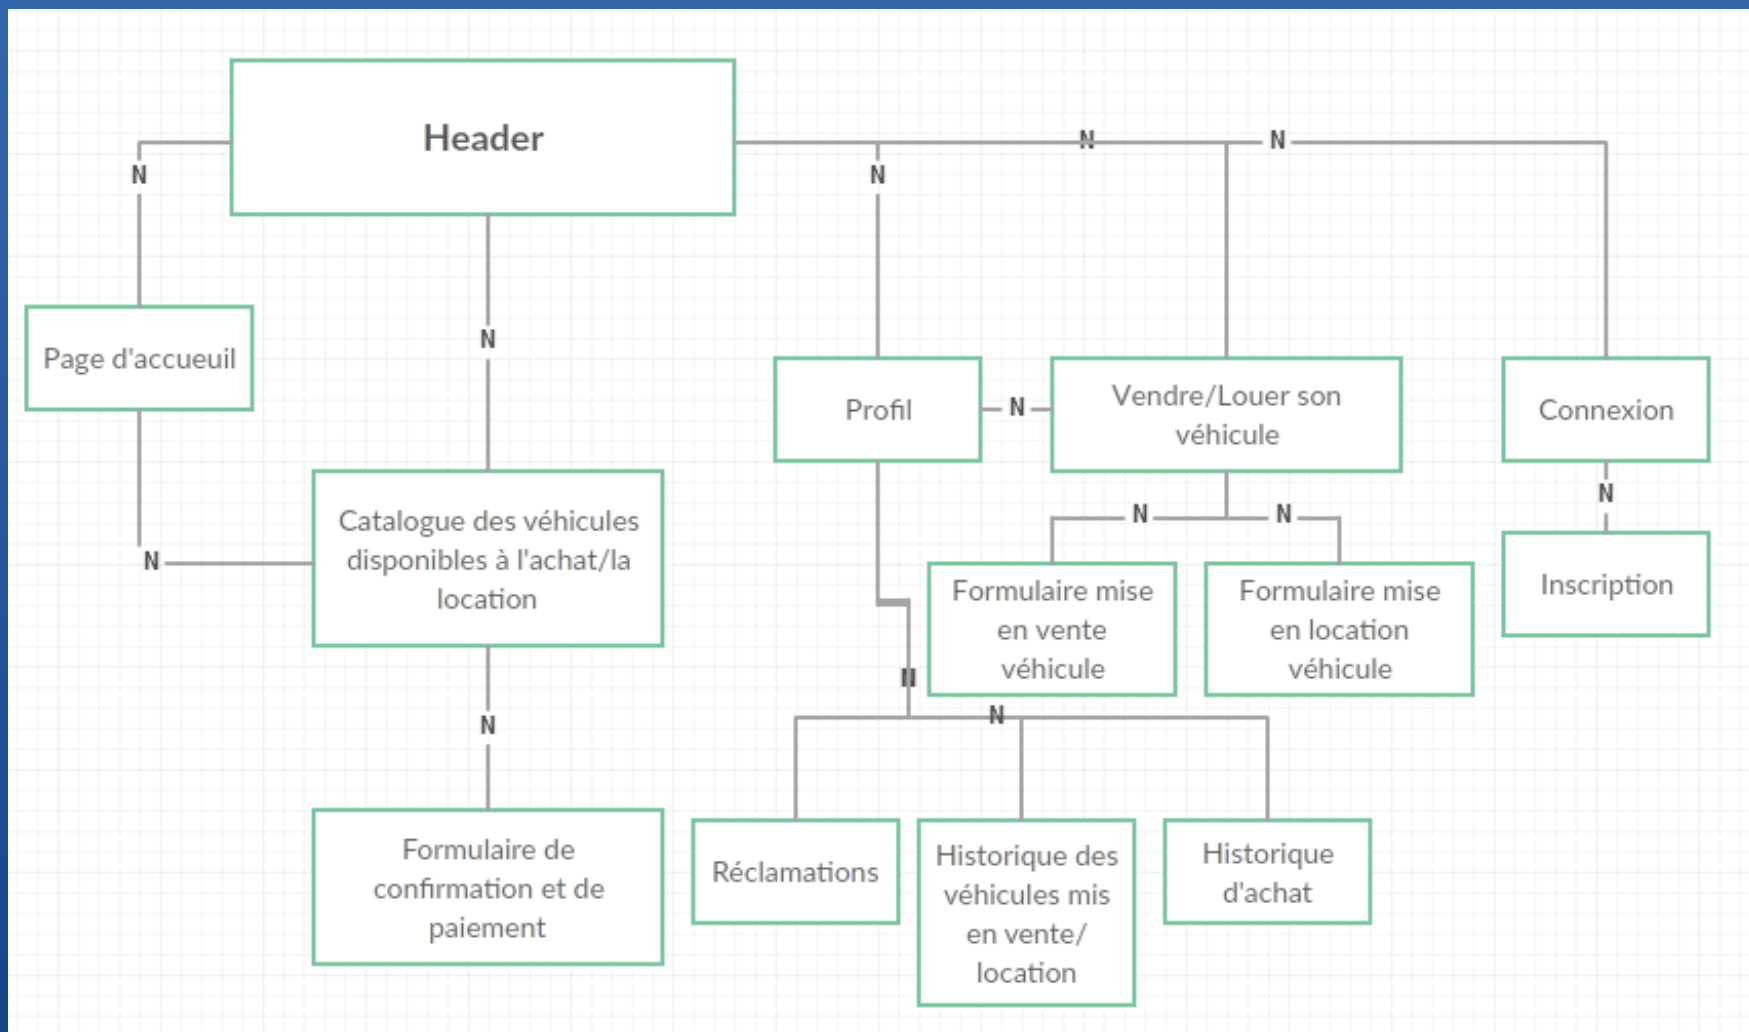 Header
N
N
N
N
N
Page d'accueuil
Profil
N
Vendre/Louer son
véhicule
Connexion
N
N
N
N
Catalogue des véhicules
disponibles à l'achat/la
location
N
Formulaire mise
en vente
véhicule
Formulaire mise
en location
véhicule
Inscription
N
N
N
Formulaire de
confirmation et de
paiement
Réclamations
Historique des
véhicules mis
en vente/
location
Historique
d'achat